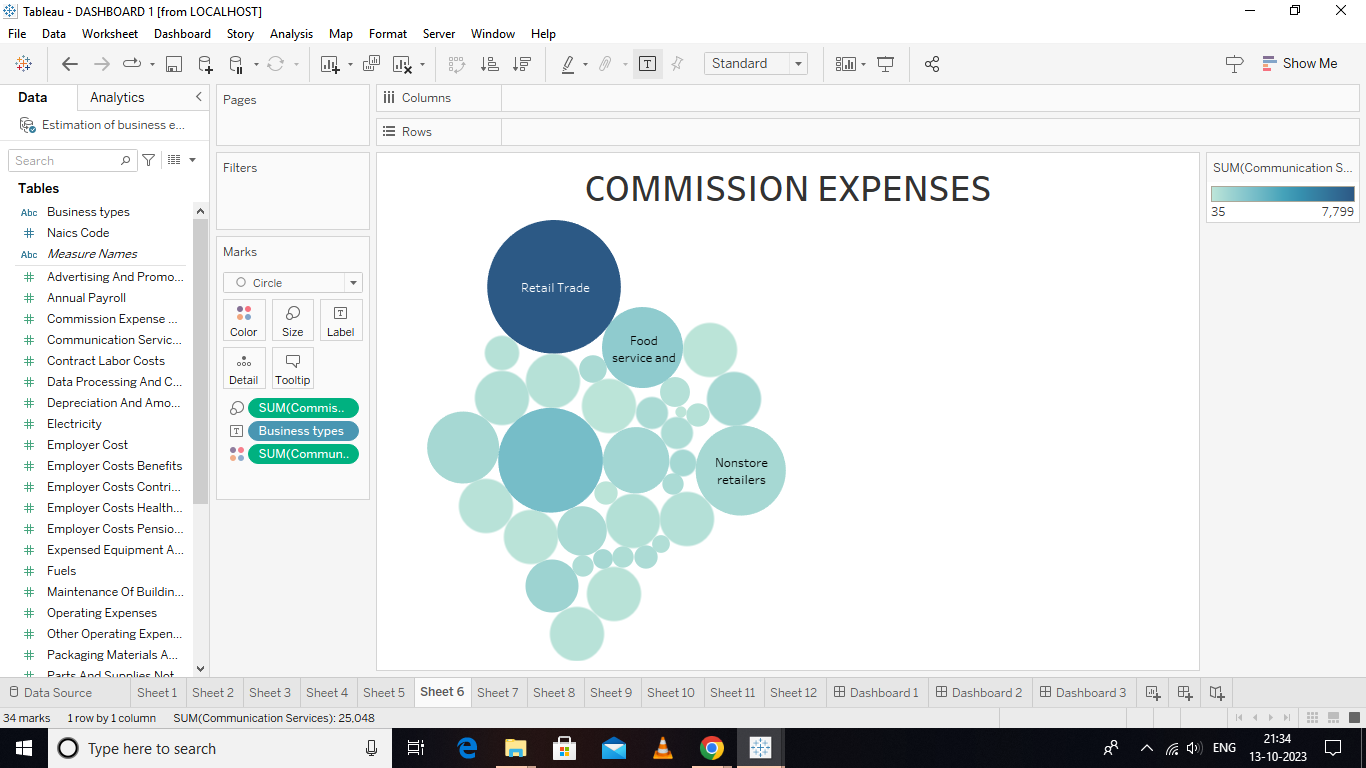 Tableau - DASHBOARD 1 [from LOCALHOST]
File Data Worksheet Dashboard Story Analysis Map Format Server Window Help
Standard
Show Me
Data Analytics
Estimation of business e...
Search
Tables
Abc Business types
# Naics Code
Abc Measure Names
# Advertising And Promo...
# Annual Payroll
# Commission Expense ...
# Communication Servic...
# Contract Labor Costs
# Data Processing And C...
# Depreciation And Amo...
# Electricity
# Employer Cost
# Employer Costs Benefits
# Employer Costs Contri...
# Employer Costs Health...
# Employer Costs Pensio...
# Expensed Equipment A...
# Fuels
# Maintenance Of Buildin...
# Operating Expenses
# Other Operating Expen...
# Packaging Materials A...
# Parts And Supplies Not
Pages
Filters
Marks
Circle
Color Size Label
Detail Tooltip
SUM(Commis..
Business types
SUM(Commun..
Columns
Rows
COMMISSION EXPENSES
Retail Trade
Food
service and
Nonstore
retailers
SUM(Communication S...
35 7,799
Data Source Sheet 1 Sheet 2 Sheet 3 Sheet 4 Sheet 5 Sheet 6 Sheet 7 Sheet 8 Sheet 9 Sheet 10 Sheet 11 Sheet 12 Dashboard 1 Dashboard 2 Dashboard 3
34 marks 1 row by 1 column SUM(Communication Services): 25,048
Type here to search
ENG
21:34
13-10-2023